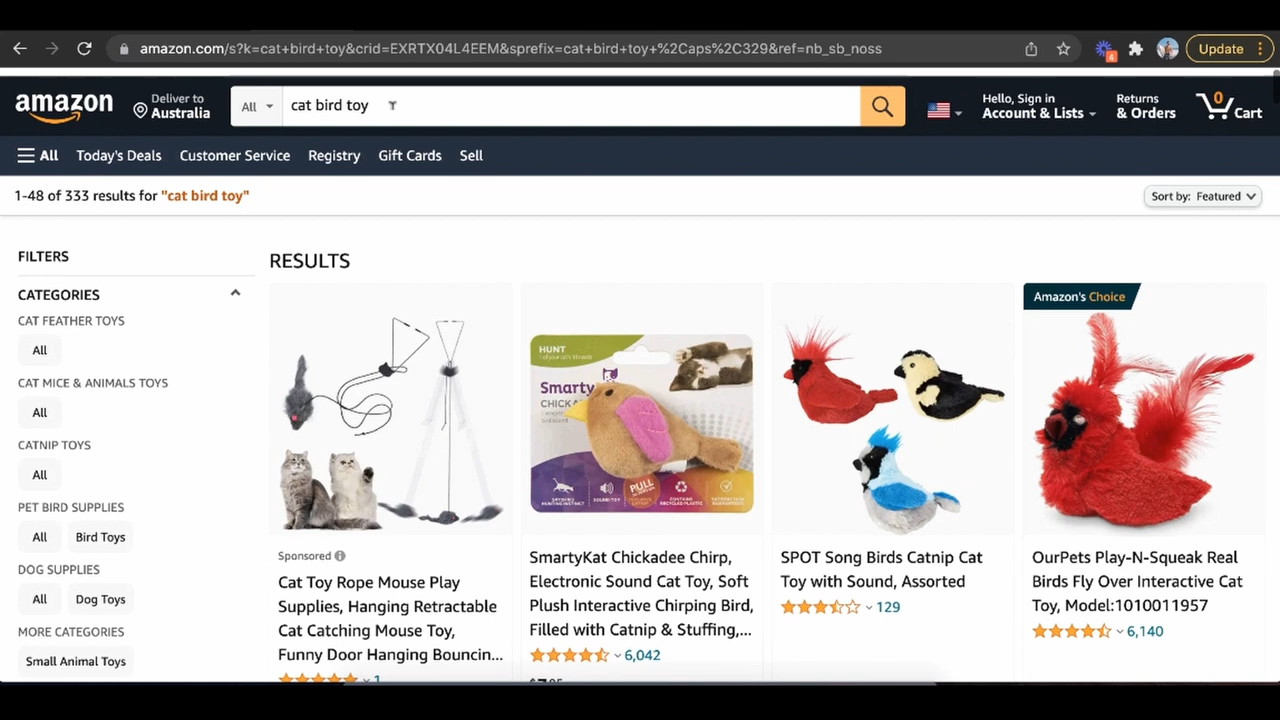 amazon.com/s?k=cat+bird+toy&crid=EXRTX04L4EEM&sprefix=cat+bird+toy+%2Caps%2C329&ref=nb_sb_noss
4
Update
amazon
Deliver to
Australia
All
cat bird toy
Hello, Sign in
Account & Lists
Returns
& Orders
0
Cart
All
Today's Deals
Customer Service
Registry
Gift Cards
Sell
1-48 of 333 results for "cat bird toy"
Sort by: Featured
FILTERS
CATEGORIES
CAT FEATHER TOYS
All
CAT MICE & ANIMALS TOYS
All
CATNIP TOYS
All
PET BIRD SUPPLIES
All
Bird Toys
DOG SUPPLIES
All
Dog Toys
MORE CATEGORIES
Small Animal Toys
RESULTS
Sponsored
Cat Toy Rope Mouse Play
Supplies, Hanging Retractable
Cat Catching Mouse Toy,
Funny Door Hanging Bouncin...
1
HUNT
Smarty
CHICKA
SOUND TOY
PULL
SmartyKat Chickadee Chirp,
Electronic Sound Cat Toy, Soft
Plush Interactive Chirping Bird,
Filled with Catnip & Stuffing,...
6,042
SPOT Song Birds Catnip Cat
Toy with Sound, Assorted
129
Amazon's Choice
OurPets Play-N-Squeak Real
Birds Fly Over Interactive Cat
Toy, Model:1010011957
6,140